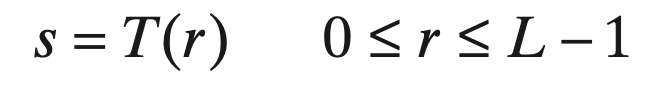 s = T(r)   0 ≤ r ≤ L − 1